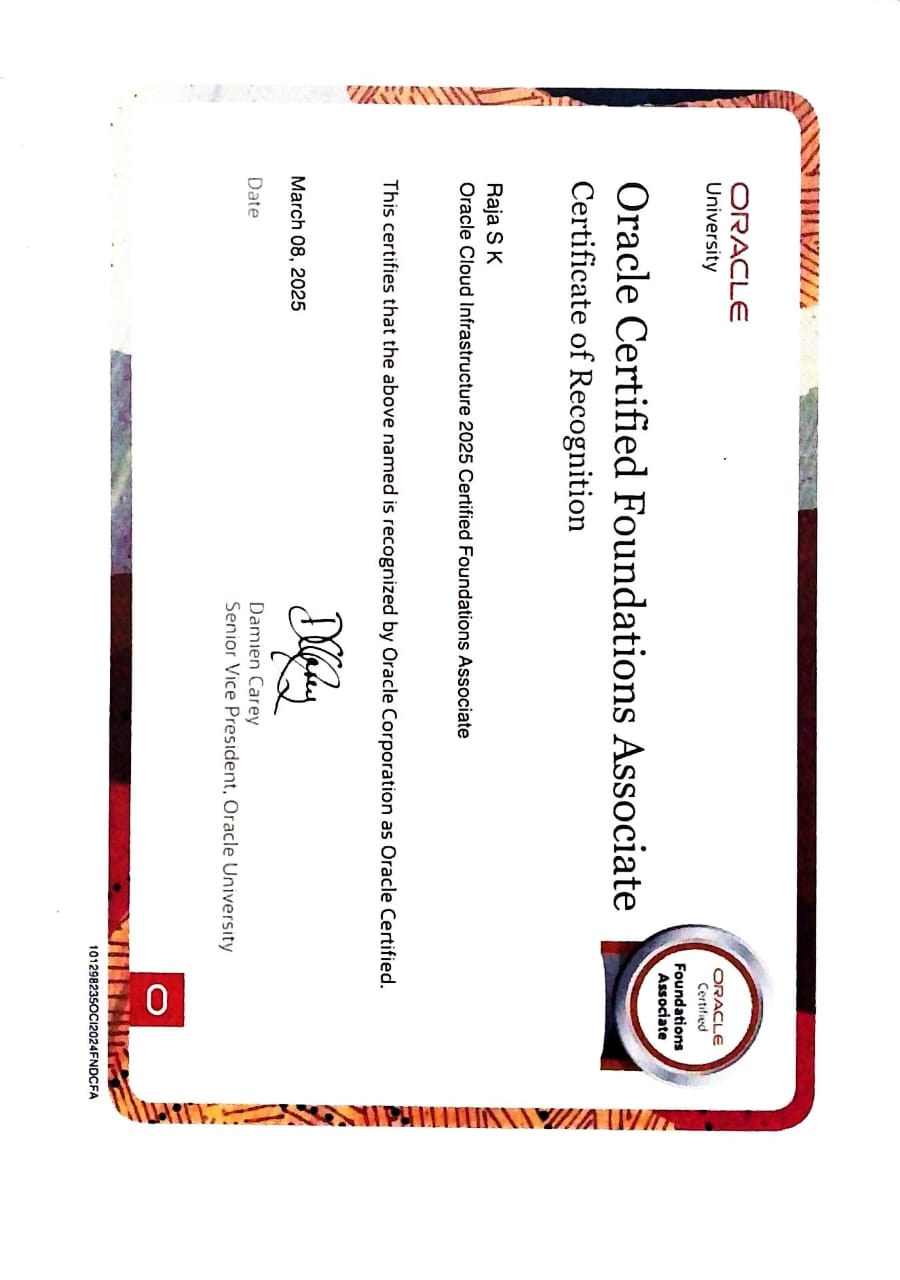 ORACLE
University
Oracle Certified Foundations Associate
Certificate of Recognition
ORACLE
Certified
Foundations
Associate
Raja S K
Oracle Cloud Infrastructure 2025 Certified Foundations Associate
This certifies that the above named is recognized by Oracle Corporation as Oracle Certified.
March 08, 2025
Date
Damien Carey
Senior Vice President, Oracle University
101298235OCI2024FNDCFA